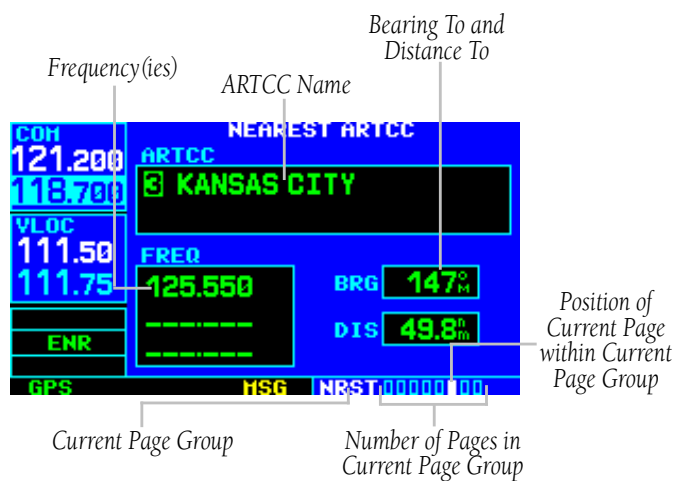 Bearing To and
Distance To
Frequency(ies)
ARTCC Name
COM
121.200
118.700
VLOC
111.50
111.75
ENR
GPS
MSG
NEAREST ARTCC
ARTCC
3 KANSAS CITY
FREQ
125.550
---.---
---.---
BRG 147°M
DIS 49.8nm
NRST
Position of
Current Page
within Current
Page Group
Current Page Group
Number of Pages in
Current Page Group